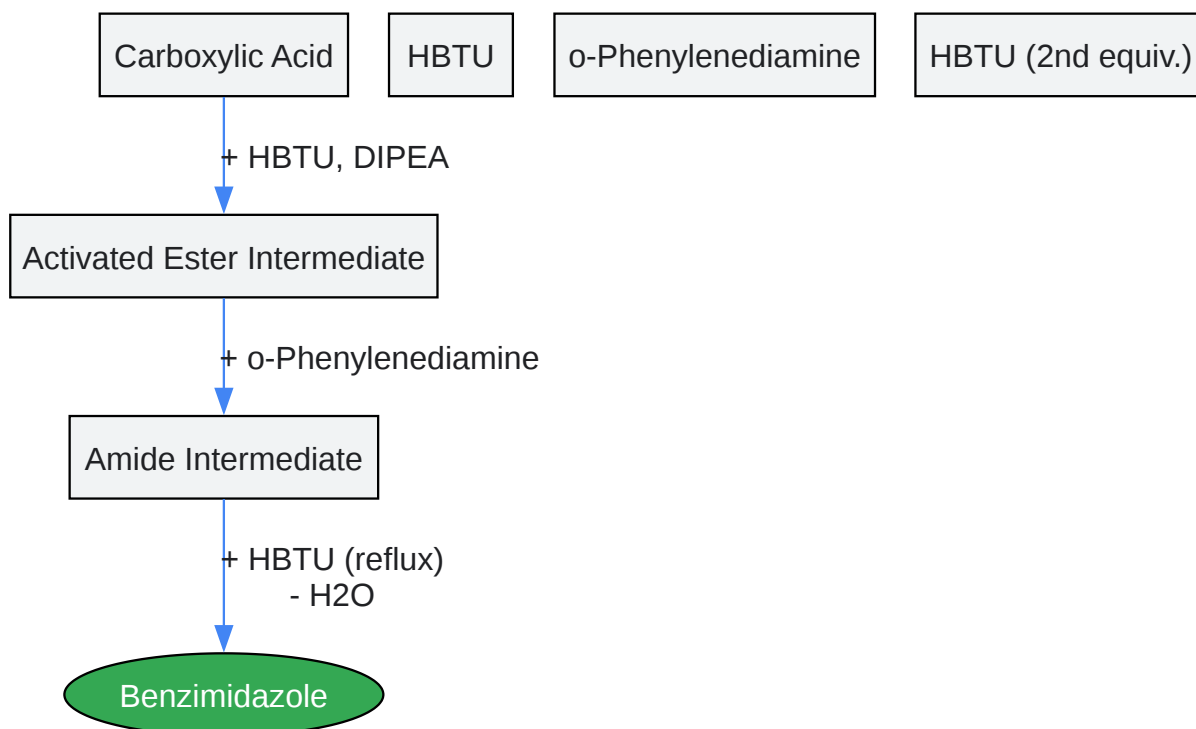 Carboxylic Acid
HBTU
o-Phenylenediamine
HBTU (2nd equiv.)
+ HBTU, DIPEA
Activated Ester Intermediate
+ o-Phenylenediamine
Amide Intermediate
+ HBTU (reflux)
- H2O
Benzimidazole